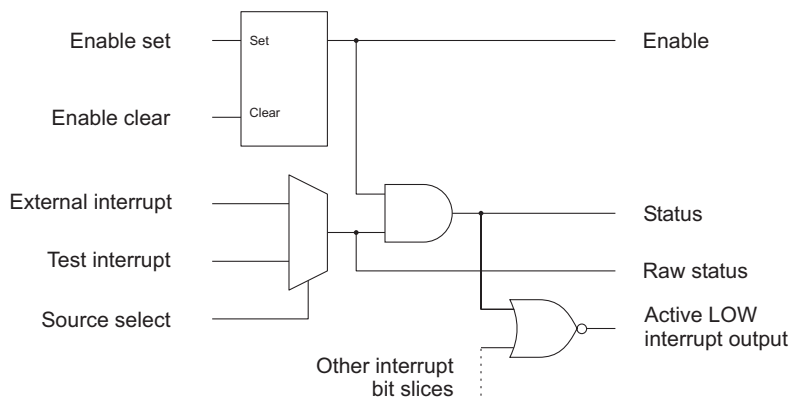 Enable set
Set
Enable
Enable clear
Clear
External interrupt
Status
Test interrupt
Raw status
Source select
Active LOW
interrupt output
Other interrupt
bit slices